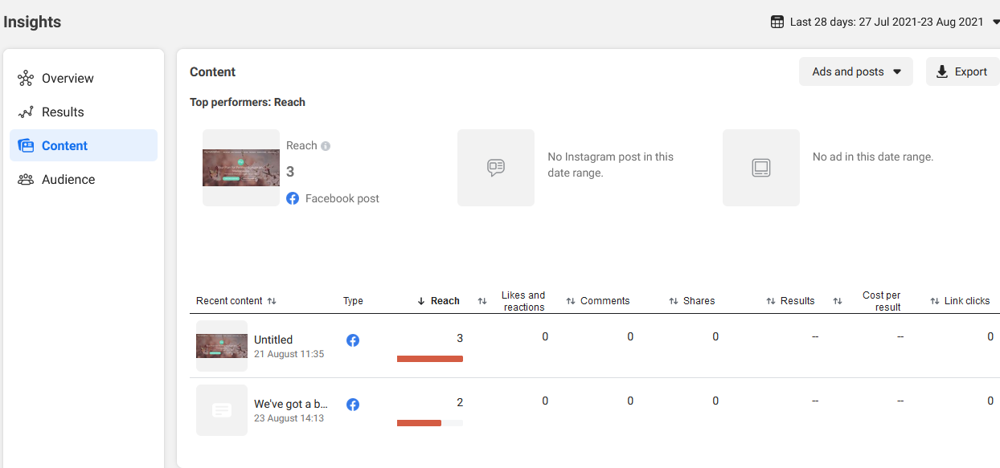 Insights
Last 28 days: 27 Jul 2021-23 Aug 2021
Overview
Results
Content
Audience
Content
Ads and posts
Export
Top performers: Reach
Reach
3
Facebook post
No Instagram post in this
date range.
No ad in this date range.
Recent content
Type
Reach
Likes and
reactions
Comments
Shares
Results
Cost per
result
Link clicks
Untitled
21 August 11:35
3
0
0
0
--
--
0
We've got a b...
23 August 14:13
2
0
0
0
--
--
0